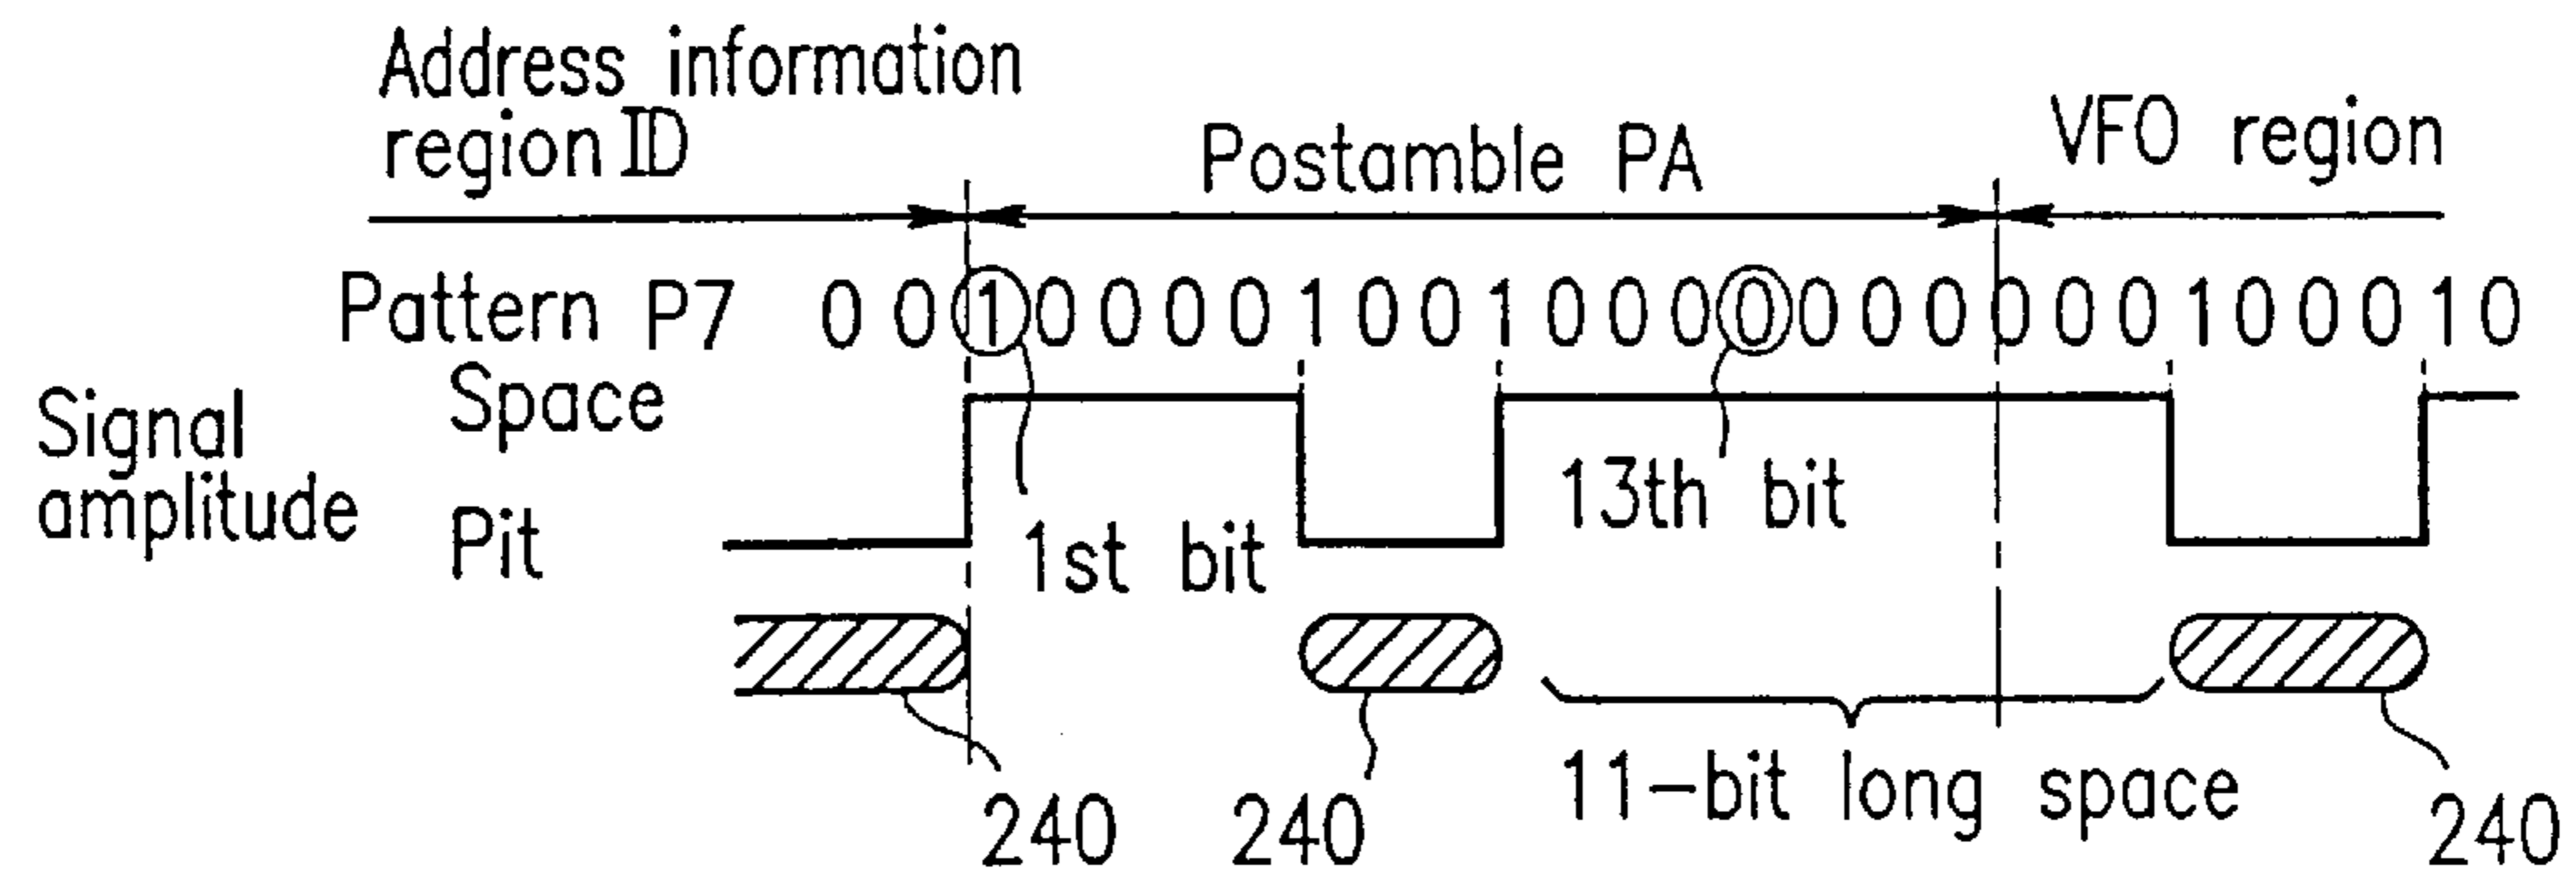 Address information
region ID
Postamble PA
VFO region
Pattern P7 0 0 1 0 0 0 0 1 0 0 1 0 0 0 0 0 0 0 0 0 0 1 0 0 0 1 0
Space
Signal
amplitude
Pit
1st bit
13th bit
11-bit long space
240
240
240